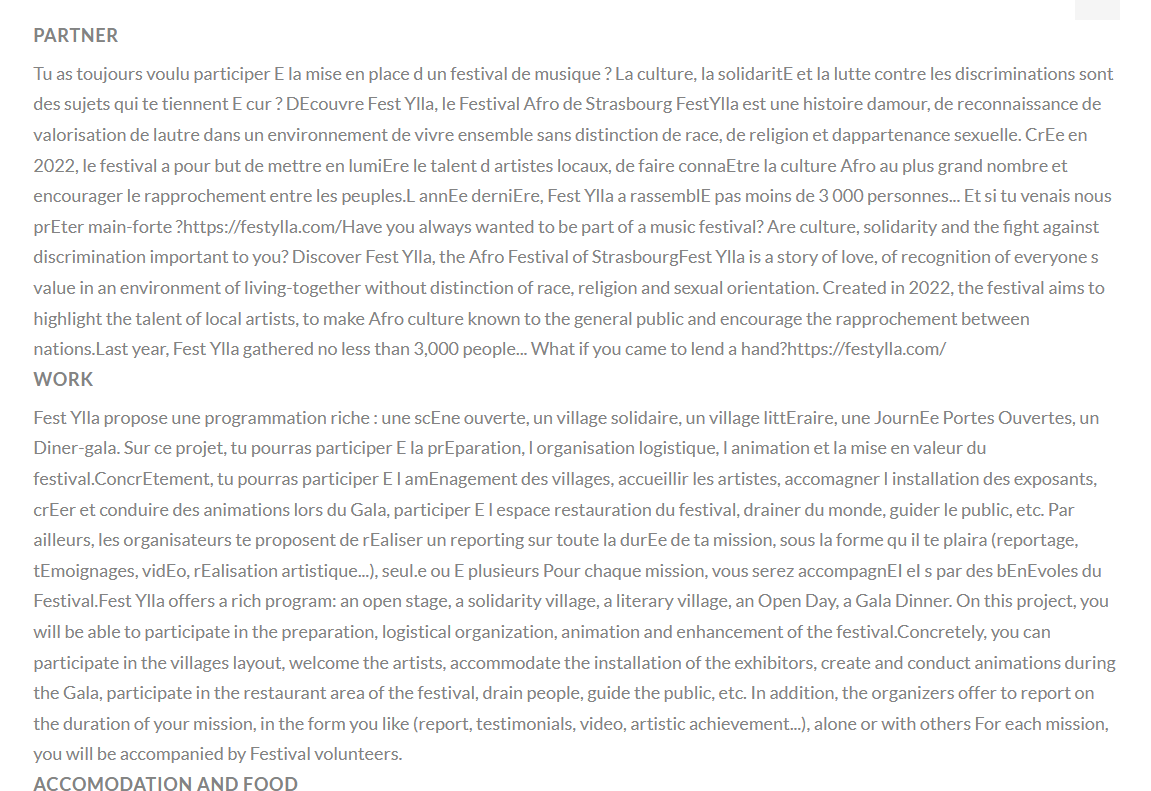 PARTNER
Tu as toujours voulu participer E la mise en place d un festival de musique ? La culture, la solidaritE et la lutte contre les discriminations sont
des sujets qui te tiennent E cur ? DEcouvre Fest Ylla, le Festival Afro de Strasbourg FestYlla est une histoire damour, de reconnaissance de
valorisation de lautre dans un environnement de vivre ensemble sans distinction de race, de religion et dappartenance sexuelle. CrEe en
2022, le festival a pour but de mettre en lumiEre le talent d artistes locaux, de faire connaEtre la culture Afro au plus grand nombre et
encourager le rapprochement entre les peuples.L annEe derniEre, Fest Ylla a rassemblE pas moins de 3 000 personnes... Et si tu venais nous
prEter main-forte ?https://festylla.com/Have you always wanted to be part of a music festival? Are culture, solidarity and the fight against
discrimination important to you? Discover Fest Ylla, the Afro Festival of StrasbourgFest Ylla is a story of love, of recognition of everyone s
value in an environment of living-together without distinction of race, religion and sexual orientation. Created in 2022, the festival aims to
highlight the talent of local artists, to make Afro culture known to the general public and encourage the rapprochement between
nations.Last year, Fest Ylla gathered no less than 3,000 people... What if you came to lend a hand?https://festylla.com/
WORK
Fest Ylla propose une programmation riche : une scEne ouverte, un village solidaire, un village littEraire, une JournEe Portes Ouvertes, un
Diner-gala. Sur ce projet, tu pourras participer E la prEparation, l organisation logistique, l animation et la mise en valeur du
festival.ConcrEtement, tu pourras participer E l amEnagement des villages, accueillir les artistes, accomagner l installation des exposants,
crEer et conduire des animations lors du Gala, participer E l espace restauration du festival, drainer du monde, guider le public, etc. Par
ailleurs, les organisateurs te proposent de rEaliser un reporting sur toute la durEe de ta mission, sous la forme qu il te plaira (reportage,
tEmoignages, vidEo, rEalisation artistique...), seul.e ou E plusieurs Pour chaque mission, vous serez accompagnEI eI s par des bEnEvoles du
Festival.Fest Ylla offers a rich program: an open stage, a solidarity village, a literary village, an Open Day, a Gala Dinner. On this project, you
will be able to participate in the preparation, logistical organization, animation and enhancement of the festival.Concretely, you can
participate in the villages layout, welcome the artists, accommodate the installation of the exhibitors, create and conduct animations during
the Gala, participate in the restaurant area of the festival, drain people, guide the public, etc. In addition, the organizers offer to report on
the duration of your mission, in the form you like (report, testimonials, video, artistic achievement...), alone or with others For each mission,
you will be accompanied by Festival volunteers.
ACCOMODATION AND FOOD